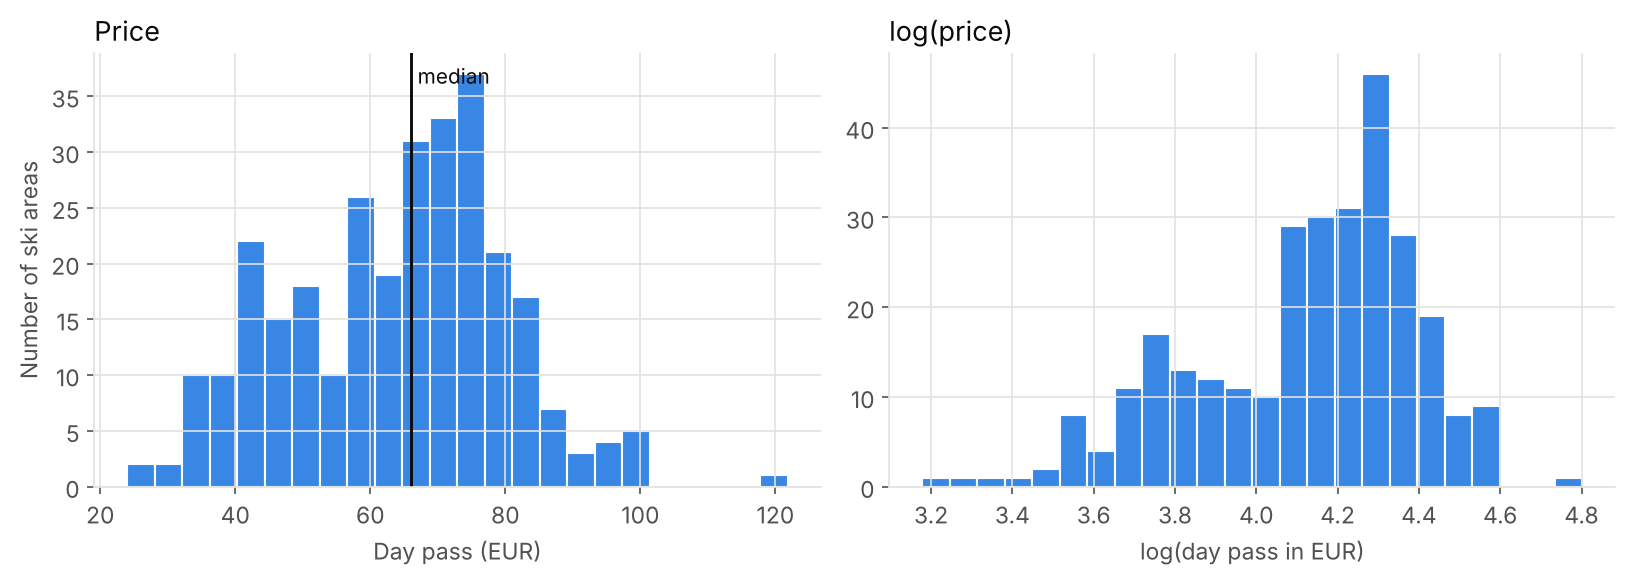 Price
median
35
30
25
20
15
10
5
0
Number of ski areas
20 40 60 80 100 120
Day pass (EUR)
log(price)
40
30
20
10
0
3.2 3.4 3.6 3.8 4.0 4.2 4.4 4.6 4.8
log(day pass in EUR)